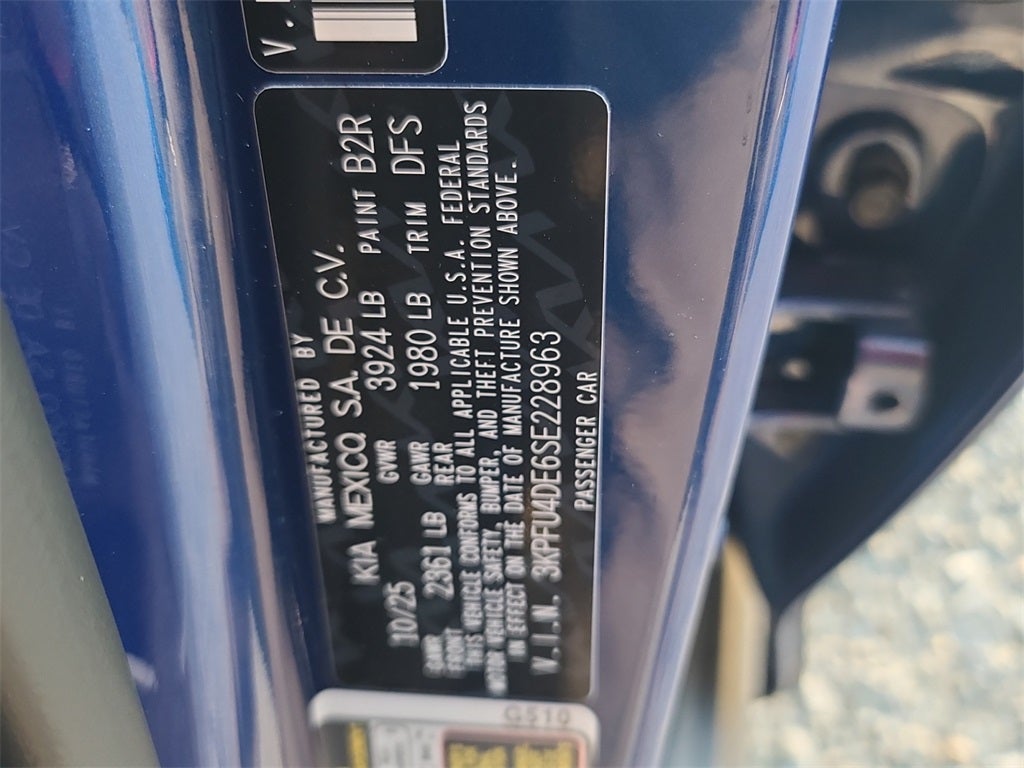 V.I
MANUFACTURED BY
KIA MEXICO S.A. DE C.V.
10/25 GVWR 3924 LB PAINT B2R
GAWR FRONT 2361 LB GAWR REAR 1980 LB TRIM DFS
THIS VEHICLE CONFORMS TO ALL APPLICABLE U.S.A. FEDERAL
MOTOR VEHICLE SAFETY, BUMPER, AND THEFT PREVENTION STANDARDS
IN EFFECT ON THE DATE OF MANUFACTURE SHOWN ABOVE.
V.I.N. 3KPFU4DE6SE228963
PASSENGER CAR
G510